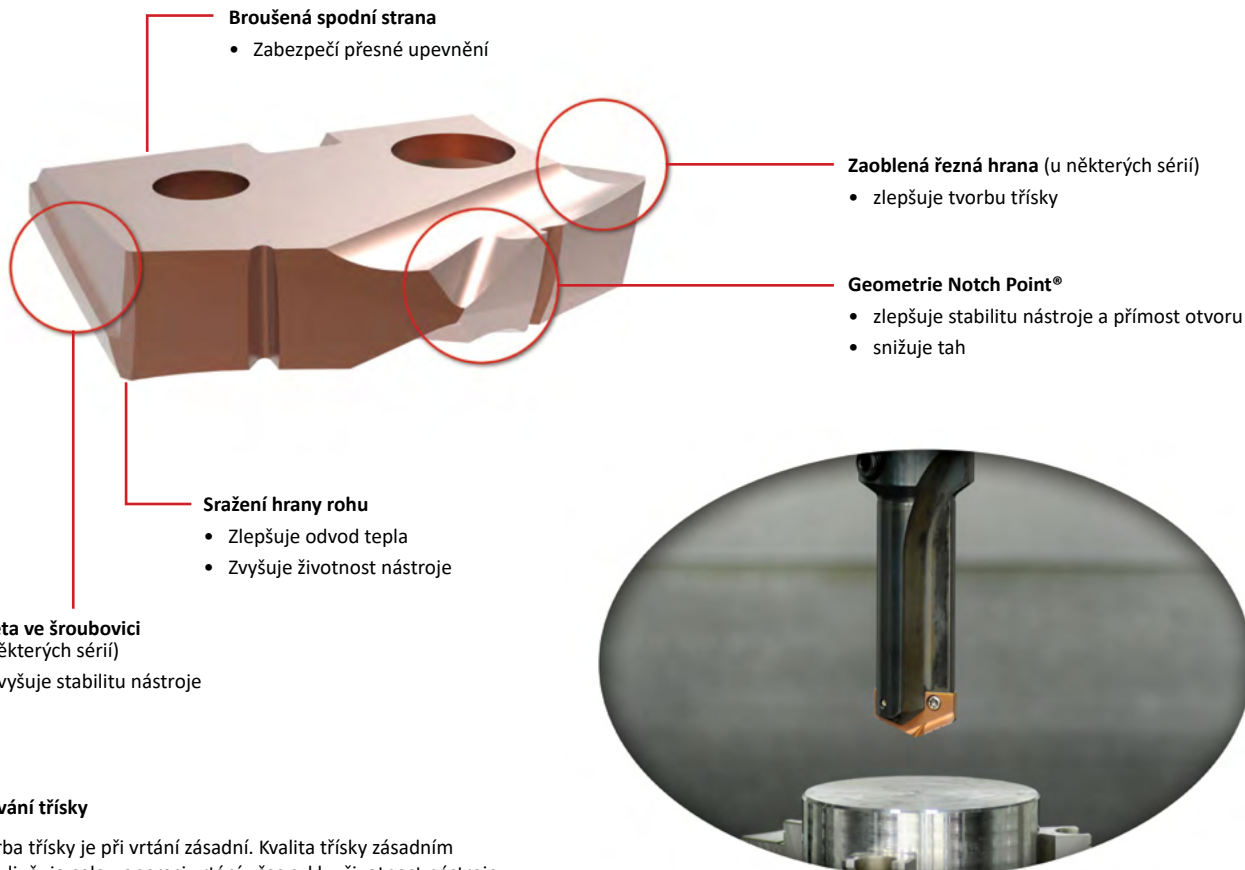 Broušená spodní strana
• Zabezpečí přesné upevnění
Zaoblená řezná hrana (u některých sérií)
• zlepšuje tvorbu třísky
Geometrie Notch Point®
• zlepšuje stabilitu nástroje a přímost otvoru
• snižuje tah
Sražení hrany rohu
• Zlepšuje odvod tepla
• Zvyšuje životnost nástroje
ve šroubovici
některých sérií)
vyšuje stabilitu nástroje
vání třísky
rba třísky je při vrtání zásadní. Kvalita třísky zásadním